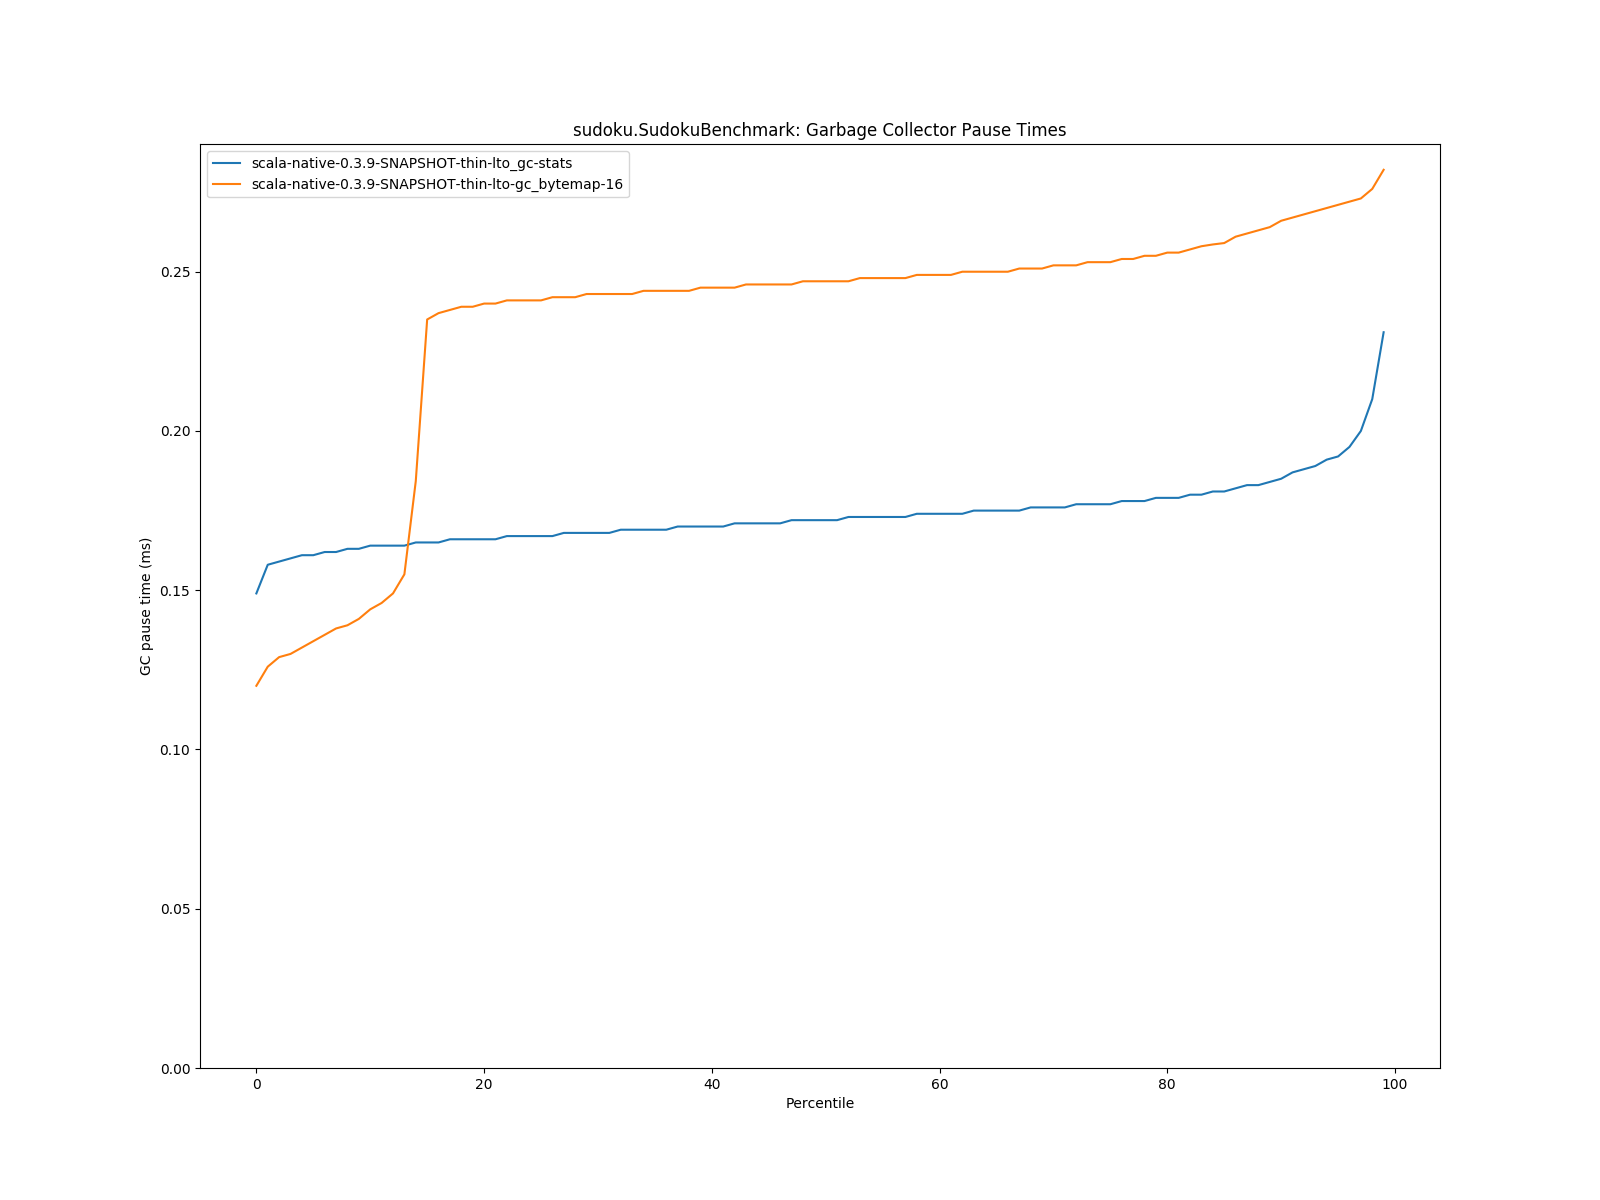 sudoku.SudokuBenchmark: Garbage Collector Pause Times
scala-native-0.3.9-SNAPSHOT-thin-lto_gc-stats
scala-native-0.3.9-SNAPSHOT-thin-lto-gc_bytemap-16
0.25
0.20
0.15
0.10
0.05
0.00
GC pause time (ms)
0 20 40 60 80 100
Percentile